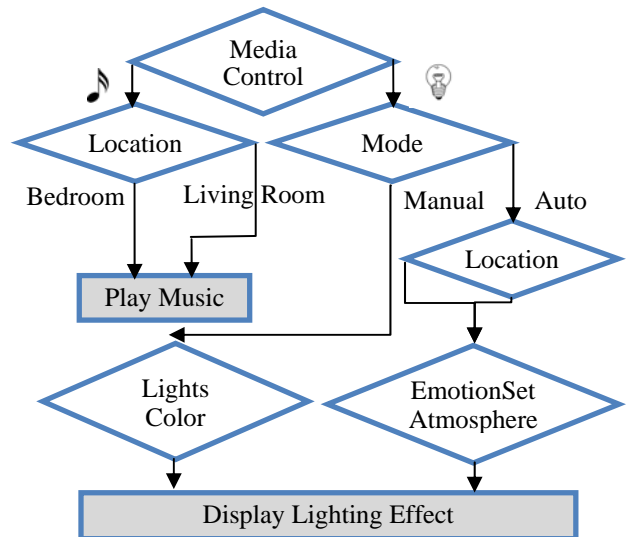 Media
Control
Location
Mode
Bedroom
Living Room
Manual
Auto
Location
Play Music
Lights
Color
EmotionSet
Atmosphere
Display Lighting Effect